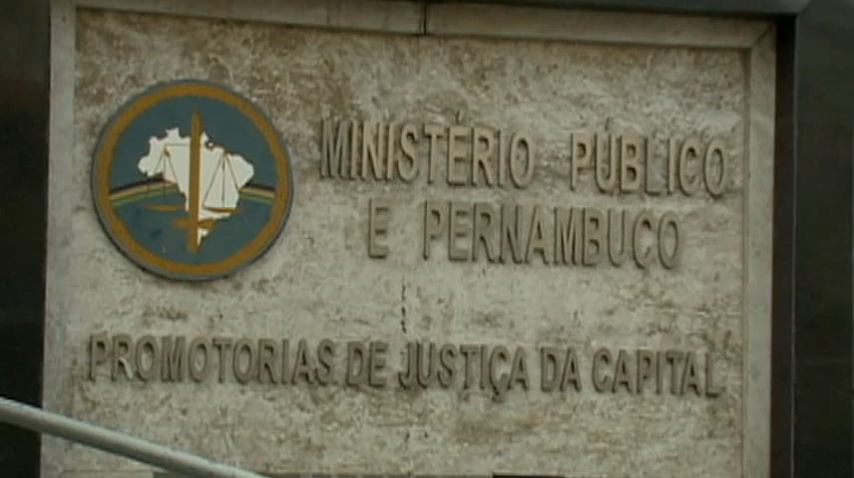 MINISTÉRIO PÚBLICO
E PERNAMBUCO
PROMOTORIAS DE JUSTIÇA DA CAPITAL